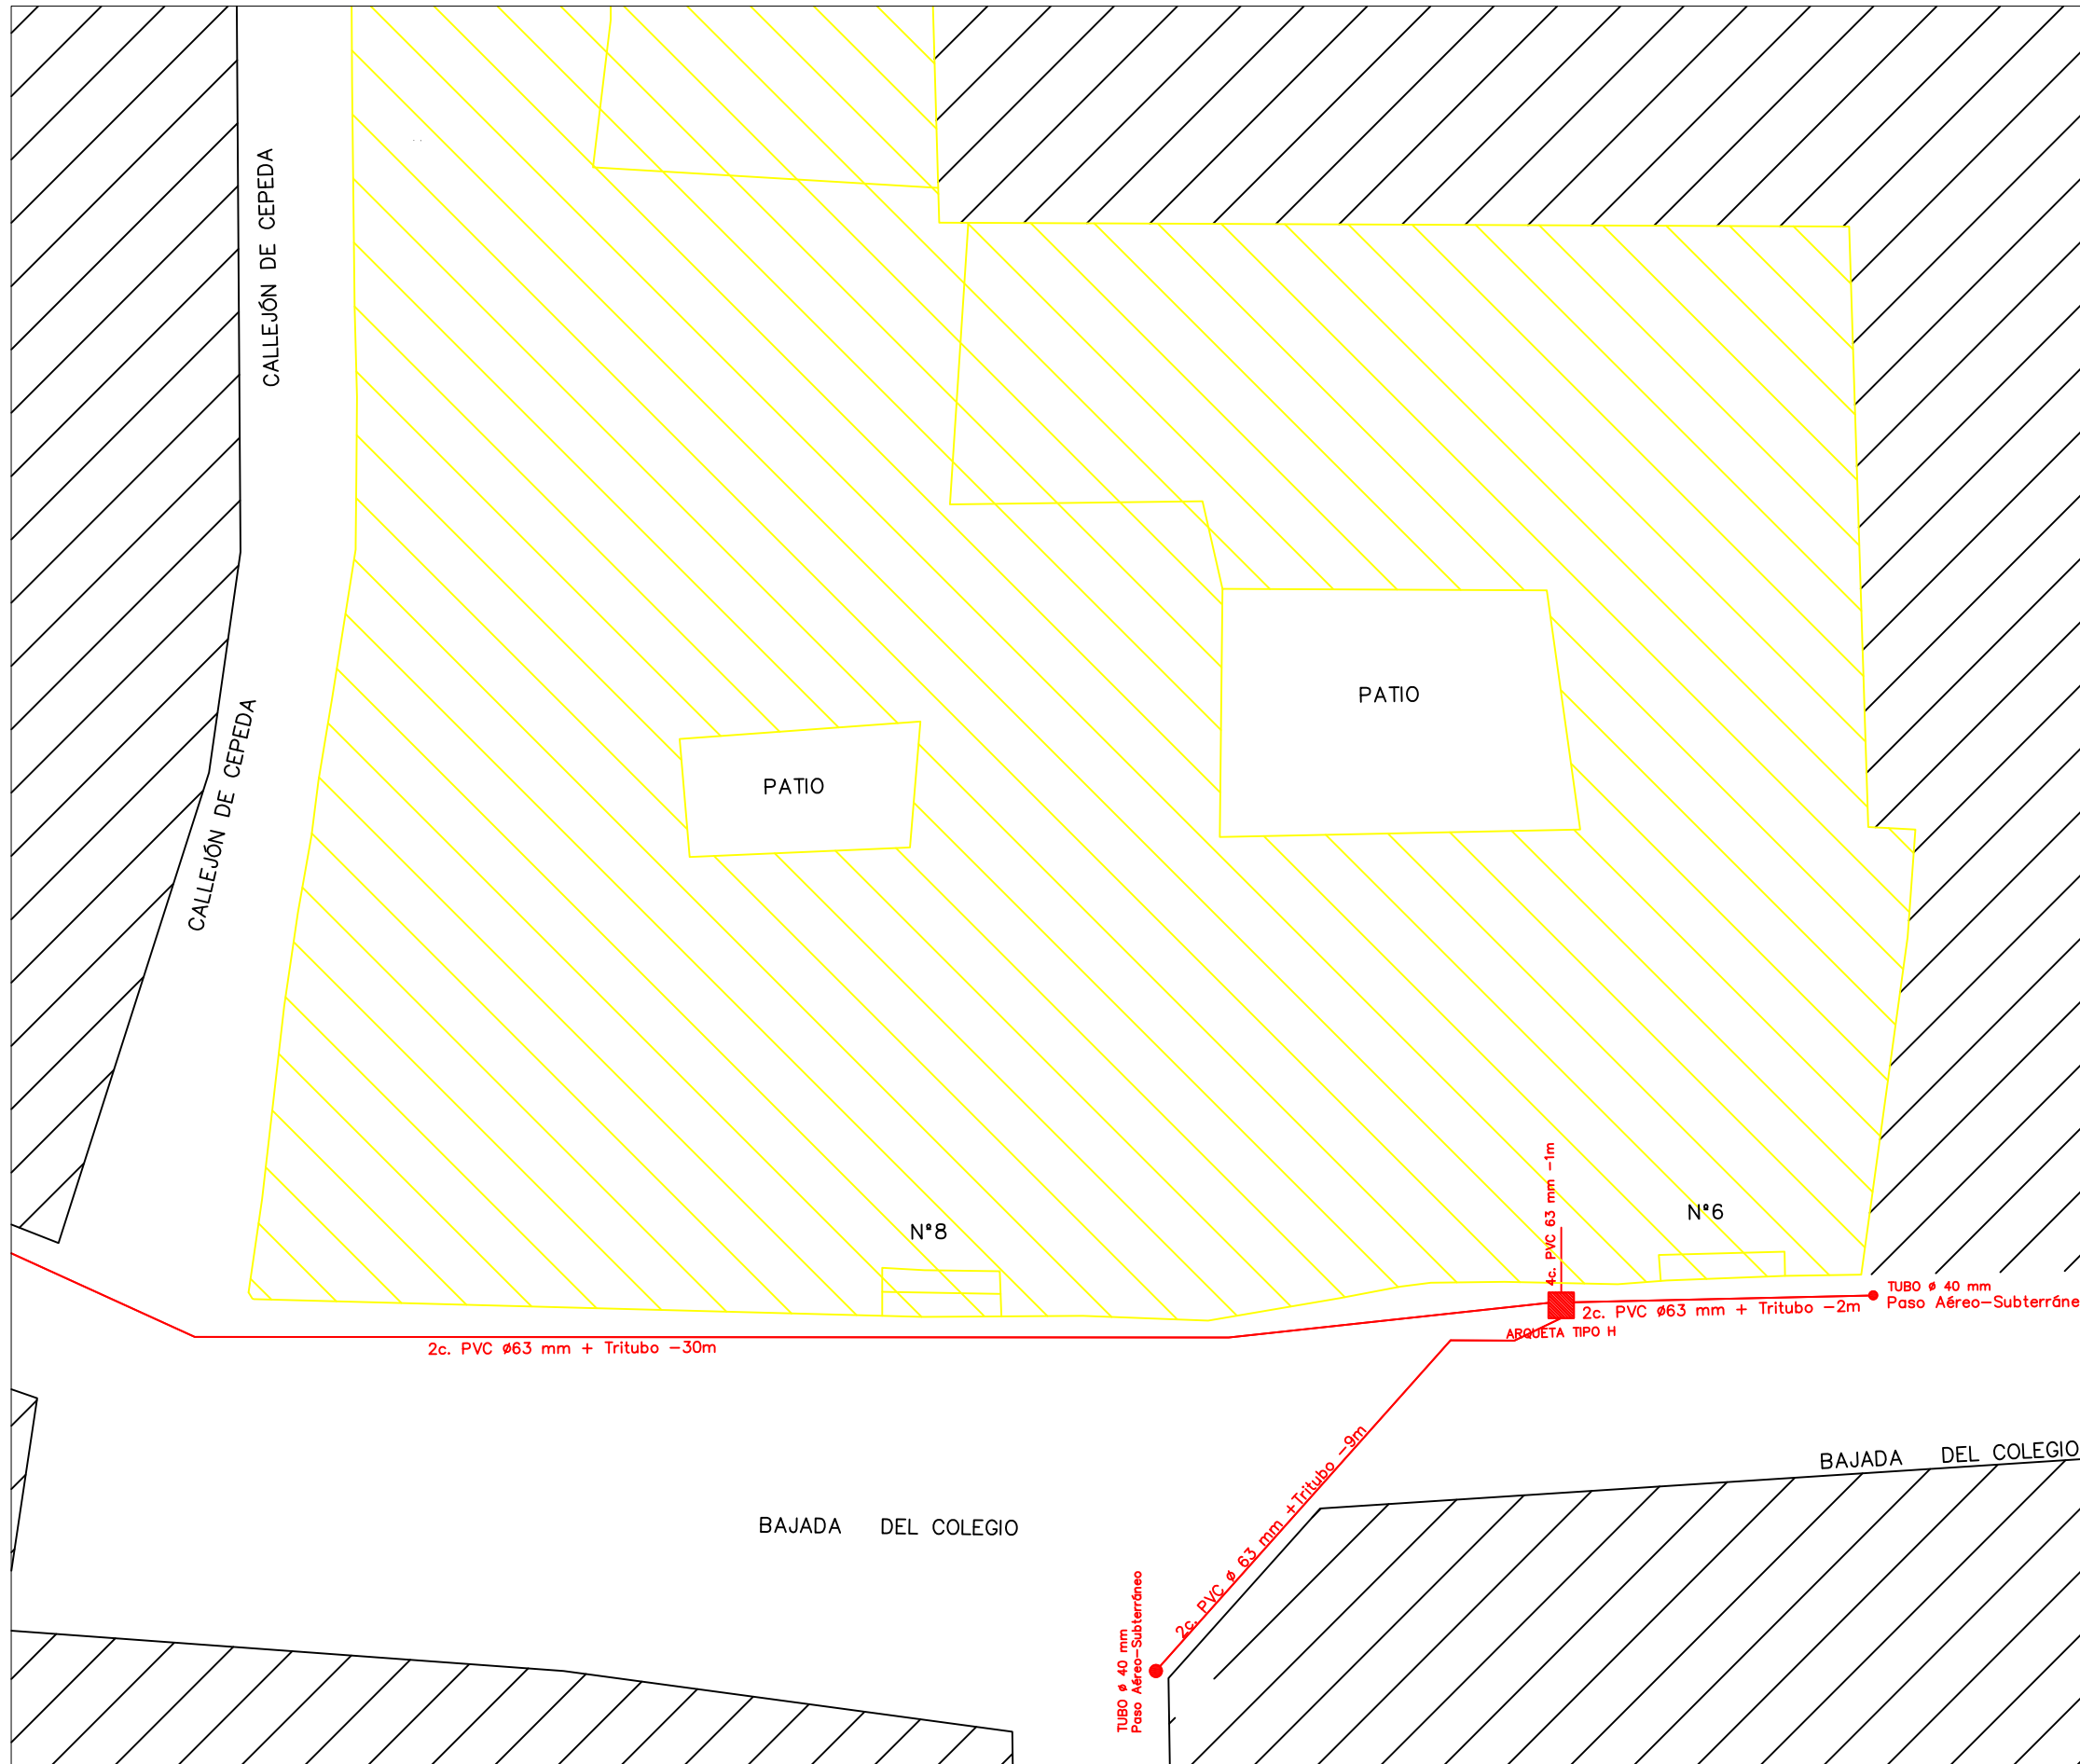 CALLEJÓN DE CEPEDA
CALLEJÓN DE CEPEDA
PATIO
PATIO
4c. PVC 63 mm -1m
Nº8
Nº6
TUBO ø 40 mm
Paso Aéreo-Subterráne
2c. PVC Ø63 mm + Tritubo -2m
ARQUETA TIPO H
2c. PVC Ø63 mm + Tritubo -30m
2c. PVC ø 63 mm +Tritubo -9m
BAJADA DEL COLEGIO
BAJADA DEL COLEGIO
TUBO ø 40 mm
Paso Aéreo-Subterráneo